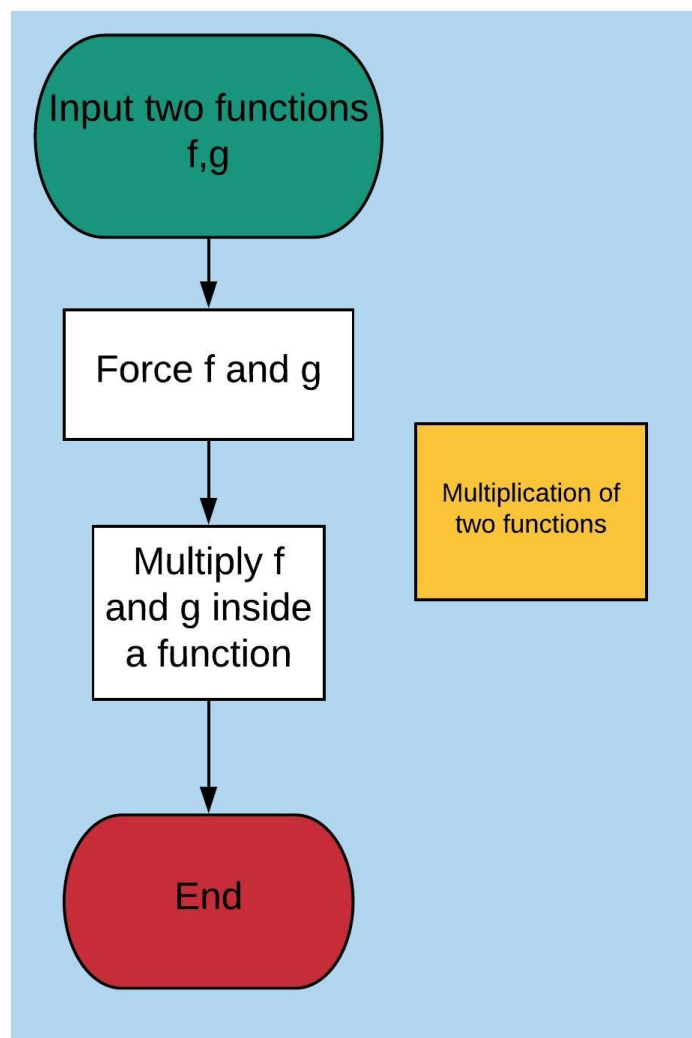 Input two functions
f,g
Force f and g
Multiply f
and g inside
a function
End
Multiplication of
two functions